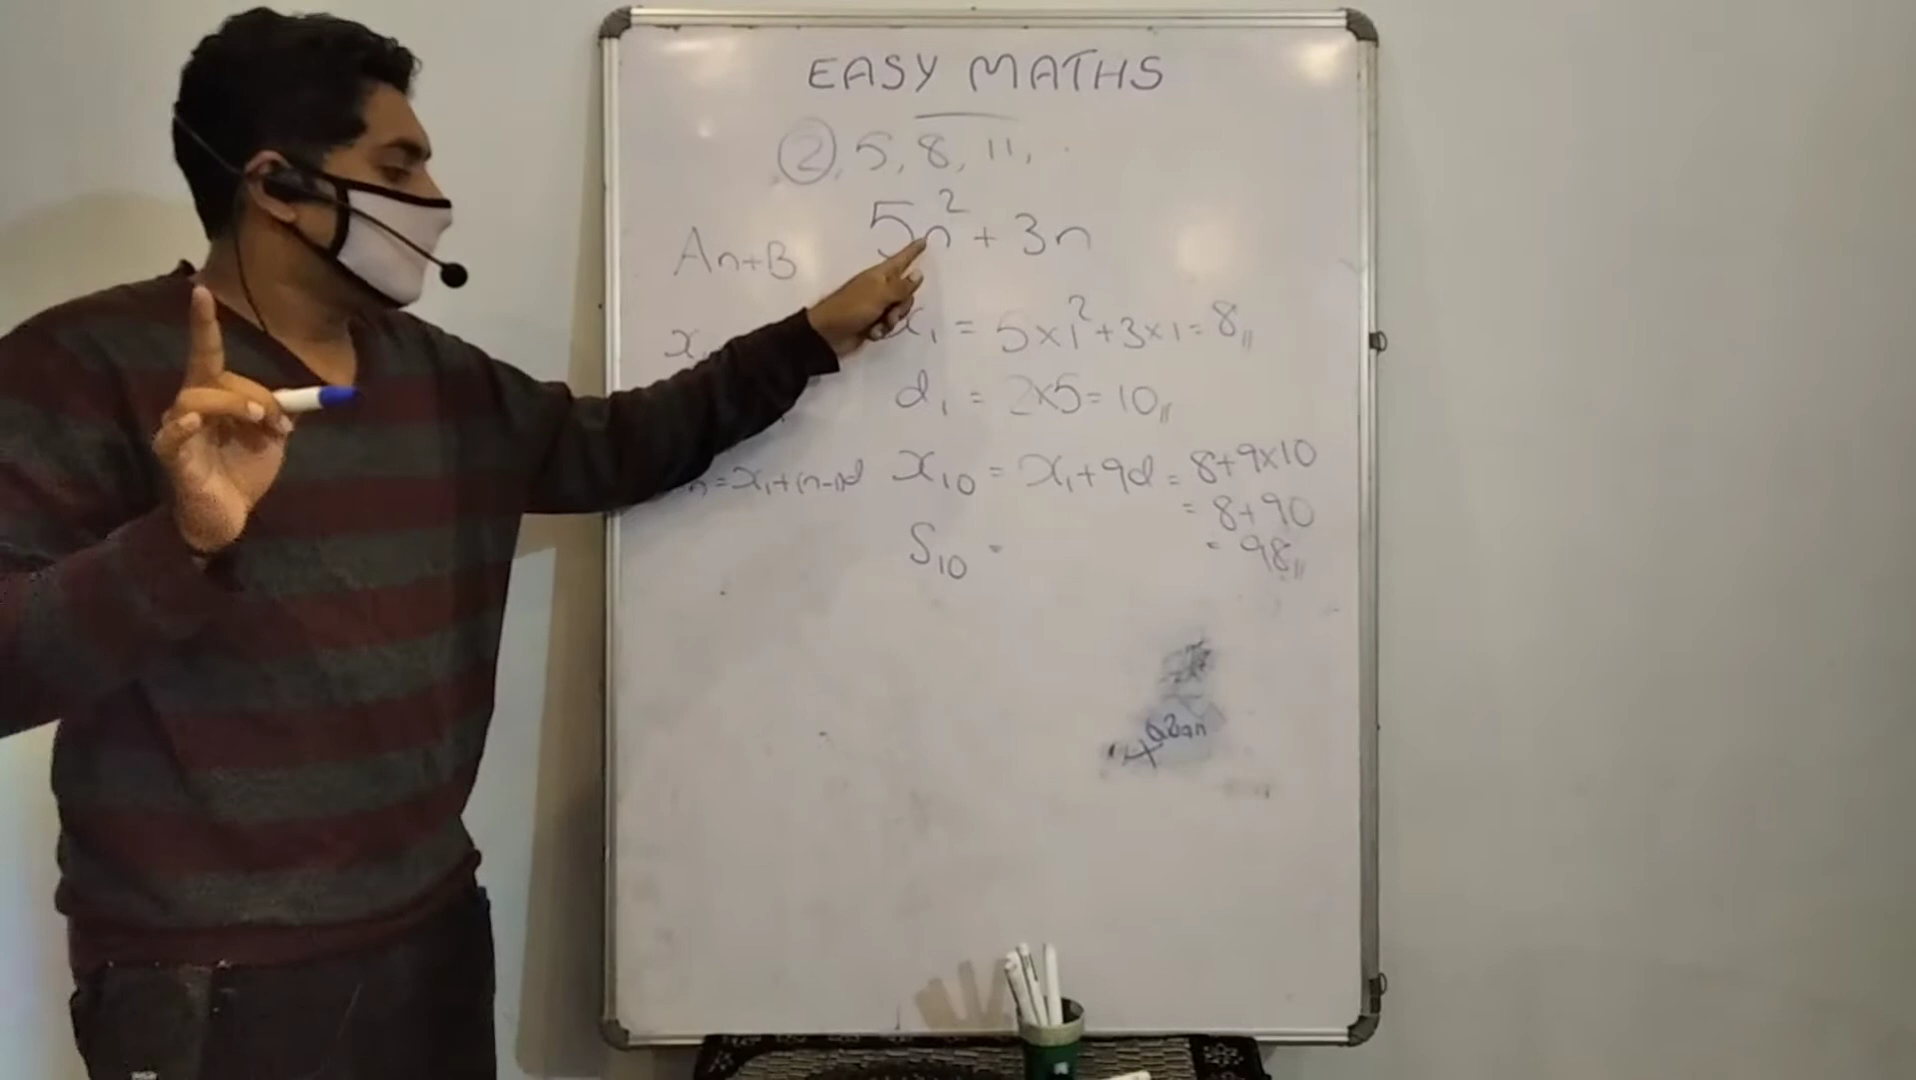 EASY MATHS
2, 5, 8, 11,
5n² + 3n
An+B
x₁ = 5×1²+3×1=8
d₁ = 2×5=10
=x₁+(n-1)d
x₁₀ = x₁+9d = 8+9×10
= 8+90
= 98
S₁₀ =